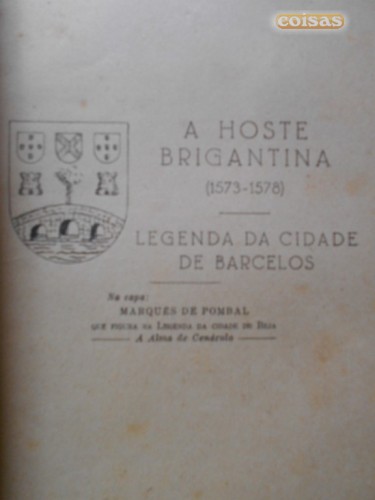 coisas
A HOSTE
BRIGANTINA
(1573-1578)
LEGENDA DA CIDADE
DE BARCELOS
Na capa:
MARQUÊS DE POMBAL
QUE FIGURA NA LEGENDA DA CIDADE DE BEJA
A Alma de Cenáculo